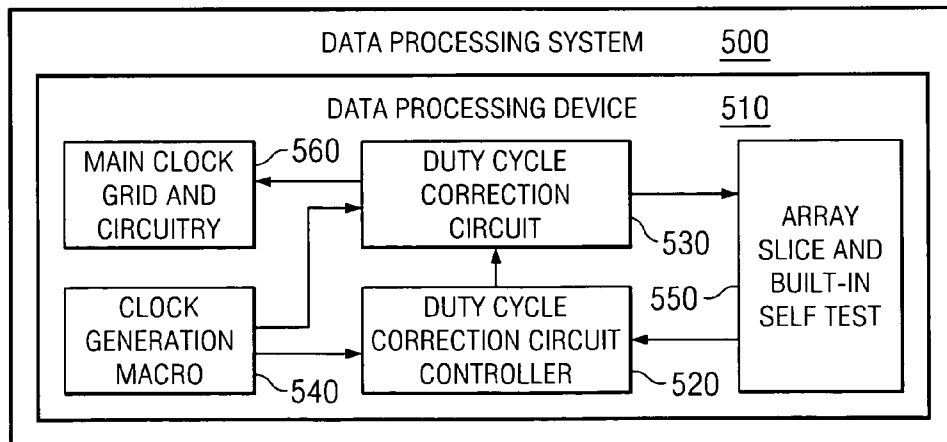 DATA PROCESSING SYSTEM 500
DATA PROCESSING DEVICE 510
MAIN CLOCK
GRID AND
CIRCUITRY
560
DUTY CYCLE
CORRECTION
CIRCUIT
530
ARRAY
SLICE AND
BUILT-IN
SELF TEST
550
CLOCK
GENERATION
MACRO
540
DUTY CYCLE
CORRECTION CIRCUIT
CONTROLLER
520